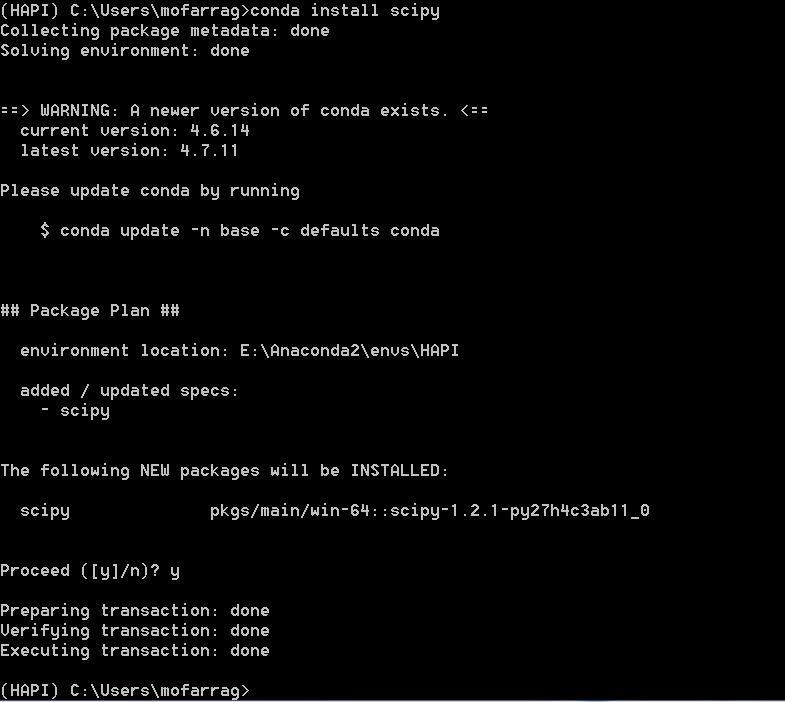 (HAPI) C:\Users\mofarrag>conda install scipy
Collecting package metadata: done
Solving environment: done
==> WARNING: A newer version of conda exists. <==
current version: 4.6.14
latest version: 4.7.11
Please update conda by running
$ conda update -n base -c defaults conda
## Package Plan ##
environment location: E:\Anaconda2\envs\HAPI
added / updated specs:
- scipy
The following NEW packages will be INSTALLED:
scipy pkgs/main/win-64::scipy-1.2.1-py27h4c3ab11_0
Proceed ([y]/n)? y
Preparing transaction: done
Verifying transaction: done
Executing transaction: done
(HAPI) C:\Users\mofarrag>